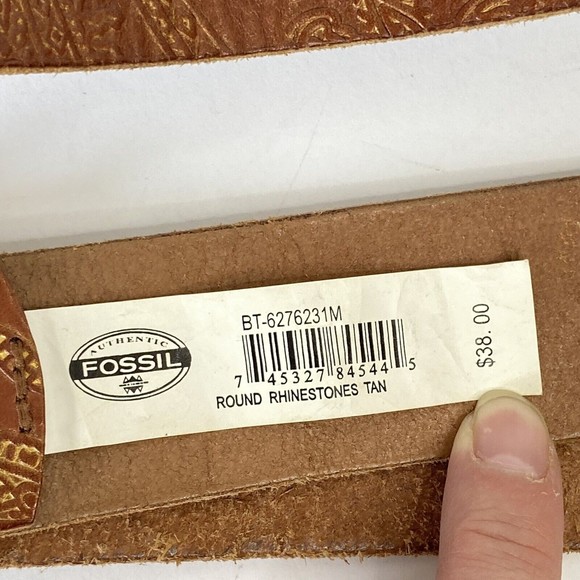 AUTHENTIC
FOSSIL
BT-6276231M
7 45327 84544 5
ROUND RHINESTONES TAN
$38.00